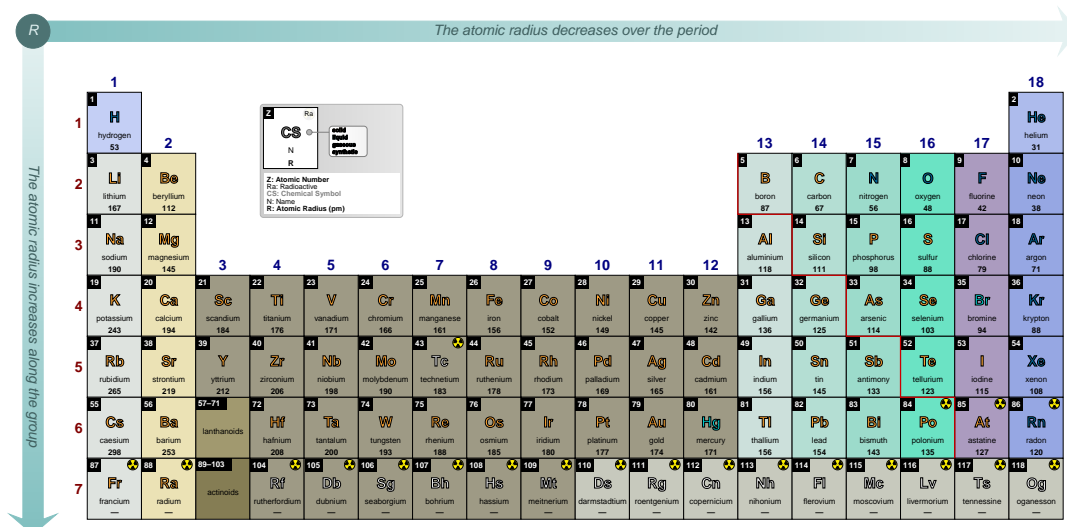 R
The atomic radius decreases over the period
The atomic radius increases along the group
1
18
1
1
H
hydrogen
53
Z
Ra
CS
N
R
solid
liquid
gaseous
synthetic
Z: Atomic Number
Ra: Radioactive
CS: Chemical Symbol
N: Name
R: Atomic Radius (pm)
2
He
helium
31
2
13
14
15
16
17
2
3
Li
lithium
167
4
Be
beryllium
112
5
B
boron
87
6
C
carbon
67
7
N
nitrogen
56
8
O
oxygen
48
9
F
fluorine
42
10
Ne
neon
38
3
11
Na
sodium
190
12
Mg
magnesium
145
13
Al
aluminium
118
14
Si
silicon
111
15
P
phosphorus
98
16
S
sulfur
88
17
Cl
chlorine
79
18
Ar
argon
71
3
4
5
6
7
8
9
10
11
12
4
19
K
potassium
243
20
Ca
calcium
194
21
Sc
scandium
184
22
Ti
titanium
176
23
V
vanadium
171
24
Cr
chromium
166
25
Mn
manganese
161
26
Fe
iron
156
27
Co
cobalt
152
28
Ni
nickel
149
29
Cu
copper
145
30
Zn
zinc
142
31
Ga
gallium
136
32
Ge
germanium
125
33
As
arsenic
114
34
Se
selenium
103
35
Br
bromine
94
36
Kr
krypton
88
5
37
Rb
rubidium
265
38
Sr
strontium
219
39
Y
yttrium
212
40
Zr
zirconium
206
41
Nb
niobium
198
42
Mo
molybdenum
190
43
Tc
technetium
183
44
Ru
ruthenium
178
45
Rh
rhodium
173
46
Pd
palladium
169
47
Ag
silver
165
48
Cd
cadmium
161
49
In
indium
156
50
Sn
tin
145
51
Sb
antimony
133
52
Te
tellurium
123
53
I
iodine
115
54
Xe
xenon
108
6
55
Cs
caesium
298
56
Ba
barium
253
57–71
lanthanoids
72
Hf
hafnium
208
73
Ta
tantalum
200
74
W
tungsten
193
75
Re
rhenium
188
76
Os
osmium
185
77
Ir
iridium
180
78
Pt
platinum
177
79
Au
gold
174
80
Hg
mercury
171
81
Tl
thallium
156
82
Pb
lead
154
83
Bi
bismuth
143
84
Po
polonium
135
85
At
astatine
127
86
Rn
radon
120
7
87
Fr
francium
—
88
Ra
radium
—
89–103
actinoids
104
Rf
rutherfordium
—
105
Db
dubnium
—
106
Sg
seaborgium
—
107
Bh
bohrium
—
108
Hs
hassium
—
109
Mt
meitnerium
—
110
Ds
darmstadtium
—
111
Rg
roentgenium
—
112
Cn
copernicium
—
113
Nh
nihonium
—
114
Fl
flerovium
—
115
Mc
moscovium
—
116
Lv
livermorium
—
117
Ts
tennessine
—
118
Og
oganesson
—